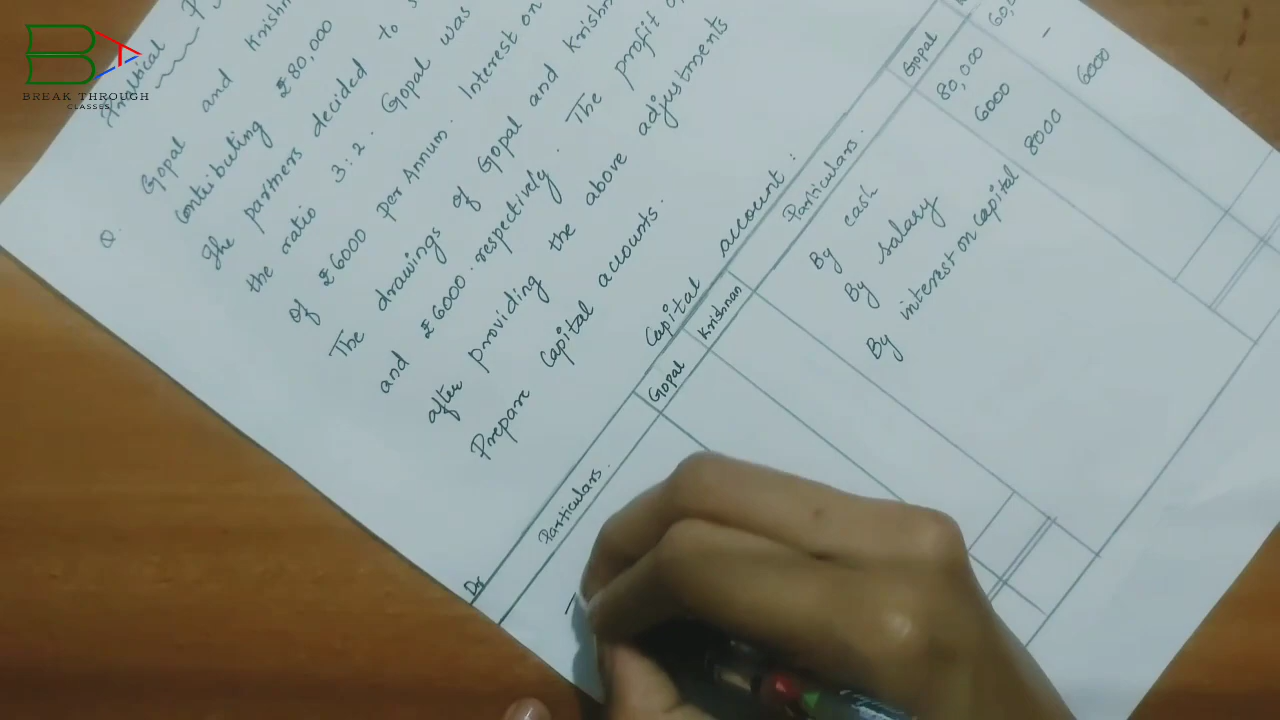 BREAK THROUGH
CLASSES
Q. Gopal and Krishn
contributing ₹80,000
The partners decided to
the ratio 3:2. Gopal was
of ₹6000 per Annum. Interest on
The drawings of Gopal and Krishn
and ₹6000 respectively. The profit
after providing the above adjustments
Prepare Capital accounts.
Capital account:
Dr
Particulars. Gopal Krishnan Particulars. Gopal
By cash 80,000 60,
By salary 6000 -
By interest on capital 8000 6000